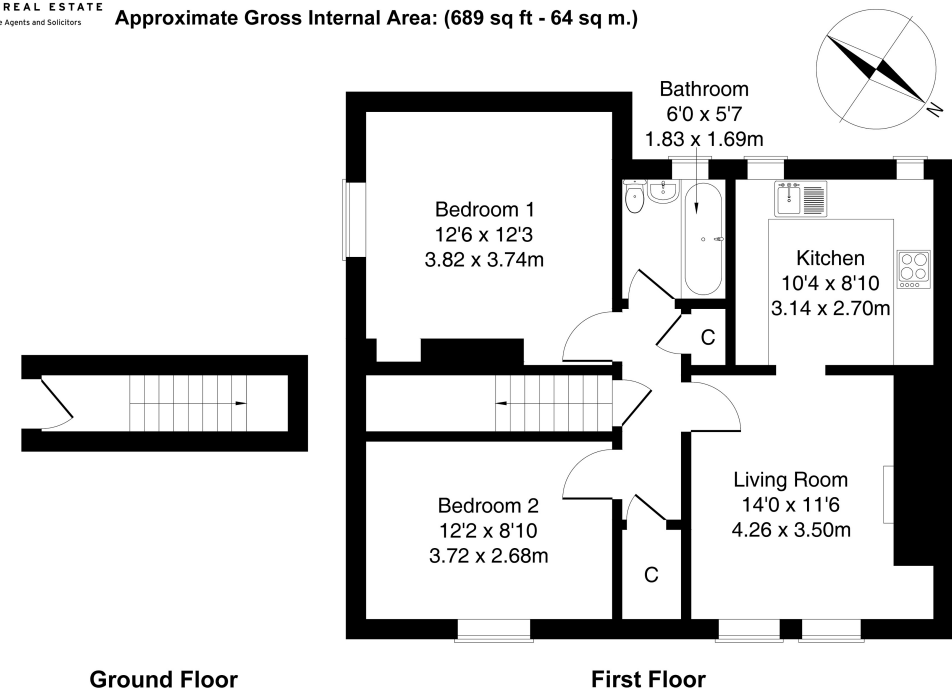 REAL ESTATE
Agents and Solicitors
Approximate Gross Internal Area: (689 sq ft - 64 sq m.)
N
Bathroom
6'0 x 5'7
1.83 x 1.69m
Bedroom 1
12'6 x 12'3
3.82 x 3.74m
Kitchen
10'4 x 8'10
3.14 x 2.70m
C
Living Room
14'0 x 11'6
4.26 x 3.50m
Bedroom 2
12'2 x 8'10
3.72 x 2.68m
C
Ground Floor
First Floor